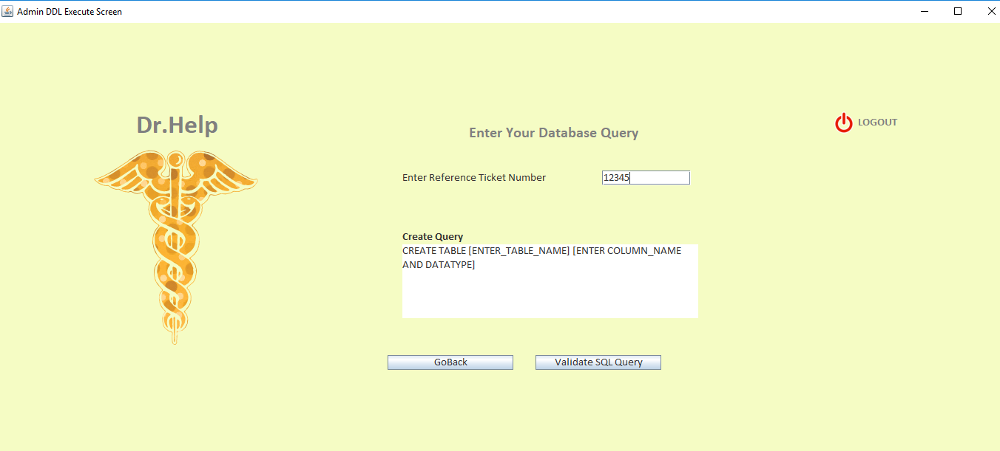 Admin DDL Execute Screen
Dr.Help
Enter Your Database Query
LOGOUT
Enter Reference Ticket Number
12345
Create Query
CREATE TABLE [ENTER_TABLE_NAME] [ENTER COLUMN_NAME
AND DATATYPE]
GoBack
Validate SQL Query